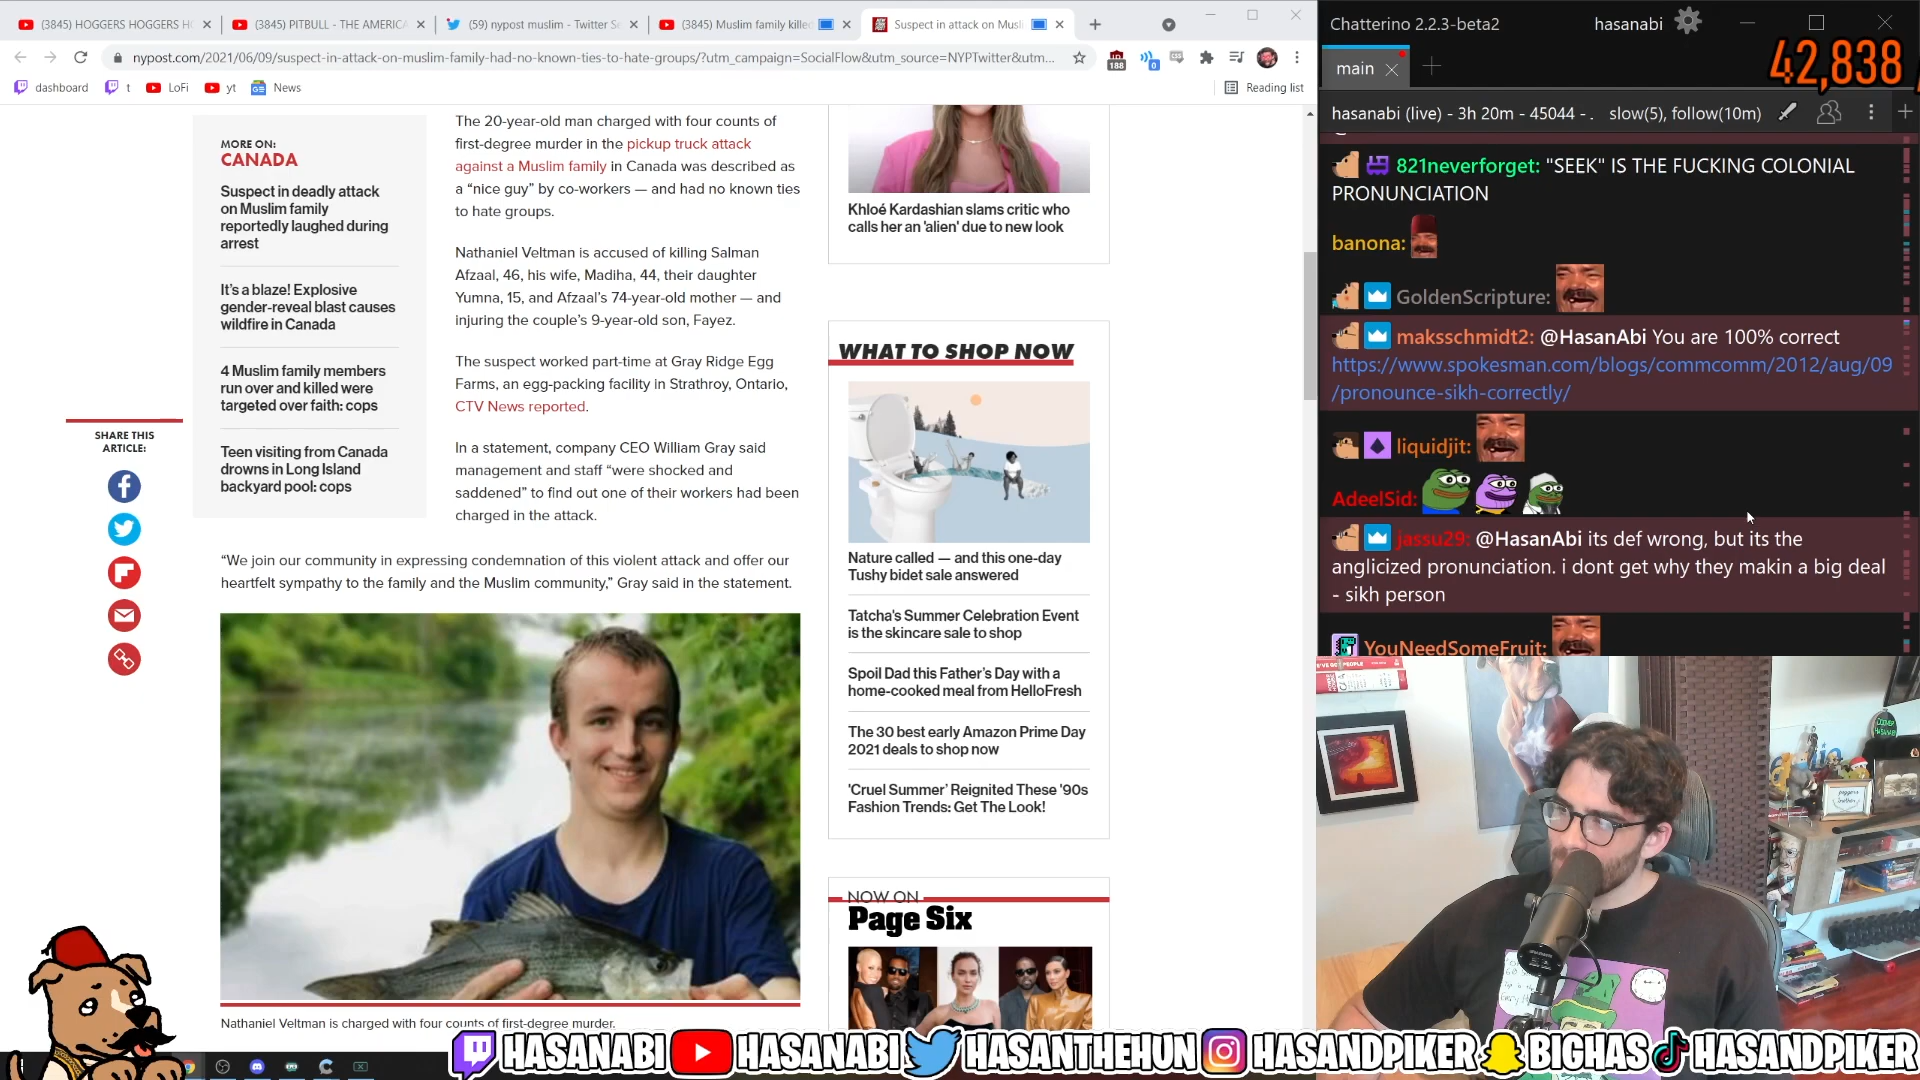 (3845) HOGGERS HOGGERS HO
(3845) PITBULL - THE AMERICA
(59) nypost muslim - Twitter Se
(3845) Muslim family killed
Suspect in attack on Musli
nypost.com/2021/06/09/suspect-in-attack-on-muslim-family-had-no-known-ties-to-hate-groups/?utm_campaign=SocialFlow&utm_source=NYPTwitter&utm...
188
0
dashboard
t
LoFi
yt
News
Reading list
MORE ON:
CANADA
Suspect in deadly attack
on Muslim family
reportedly laughed during
arrest
It's a blaze! Explosive
gender-reveal blast causes
wildfire in Canada
4 Muslim family members
run over and killed were
targeted over faith: cops
Teen visiting from Canada
drowns in Long Island
backyard pool: cops
SHARE THIS
ARTICLE:
The 20-year-old man charged with four counts of
first-degree murder in the pickup truck attack
against a Muslim family in Canada was described as
a “nice guy” by co-workers — and had no known ties
to hate groups.
Nathaniel Veltman is accused of killing Salman
Afzaal, 46, his wife, Madiha, 44, their daughter
Yumna, 15, and Afzaal’s 74-year-old mother — and
injuring the couple’s 9-year-old son, Fayez.
The suspect worked part-time at Gray Ridge Egg
Farms, an egg-packing facility in Strathroy, Ontario,
CTV News reported.
In a statement, company CEO William Gray said
management and staff “were shocked and
saddened” to find out one of their workers had been
charged in the attack.
“We join our community in expressing condemnation of this violent attack and offer our
heartfelt sympathy to the family and the Muslim community,” Gray said in the statement.
Nathaniel Veltman is charged with four counts of first-degree murder.
Khloé Kardashian slams critic who
calls her an 'alien' due to new look
WHAT TO SHOP NOW
Nature called — and this one-day
Tushy bidet sale answered
Tatcha's Summer Celebration Event
is the skincare sale to shop
Spoil Dad this Father's Day with a
home-cooked meal from HelloFresh
The 30 best early Amazon Prime Day
2021 deals to shop now
'Cruel Summer' Reignited These '90s
Fashion Trends: Get The Look!
NOW ON
Page Six
Chatterino 2.2.3-beta2
hasanabi
42,838
main
hasanabi (live) - 3h 20m - 45044 - .
slow(5), follow(10m)
821neverforget: "SEEK" IS THE FUCKING COLONIAL
PRONUNCIATION
banona:
GoldenScripture:
maksschmidt2: @HasanAbi You are 100% correct
https://www.spokesman.com/blogs/commcomm/2012/aug/09
/pronounce-sikh-correctly/
liquidjit:
AdeelSid:
jassu29: @HasanAbi its def wrong, but its the
anglicized pronunciation. i dont get why they makin a big deal
- sikh person
YouNeedSomeFruit:
HASANABI HASANABI HASANTHEHUN HASANDPIKER BIGHAS HASANDPIKER